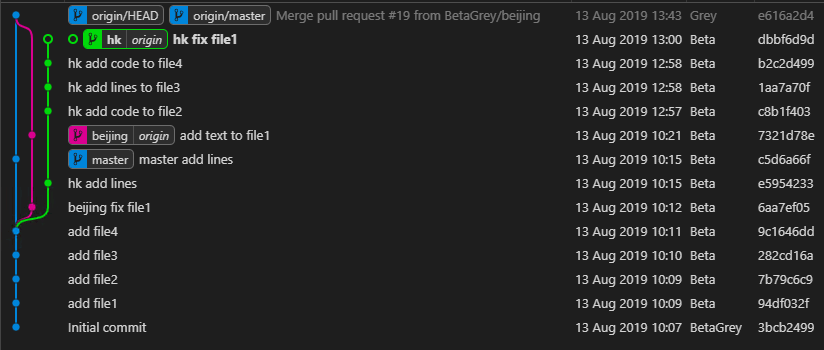 origin/HEAD origin/master Merge pull request #19 from BetaGrey/beijing 13 Aug 2019 13:43 Grey e616a2d4
hk origin hk fix file1 13 Aug 2019 13:00 Beta dbbf6d9d
hk add code to file4 13 Aug 2019 12:58 Beta b2c2d499
hk add lines to file3 13 Aug 2019 12:58 Beta 1aa7a70f
hk add code to file2 13 Aug 2019 12:57 Beta c8b1f403
beijing origin add text to file1 13 Aug 2019 10:21 Beta 7321d78e
master master add lines 13 Aug 2019 10:15 Beta c5d6a66f
hk add lines 13 Aug 2019 10:15 Beta e5954233
beijing fix file1 13 Aug 2019 10:12 Beta 6aa7ef05
add file4 13 Aug 2019 10:11 Beta 9c1646dd
add file3 13 Aug 2019 10:10 Beta 282cd16a
add file2 13 Aug 2019 10:09 Beta 7b79c6c9
add file1 13 Aug 2019 10:09 Beta 94df032f
Initial commit 13 Aug 2019 10:07 BetaGrey 3bcb2499